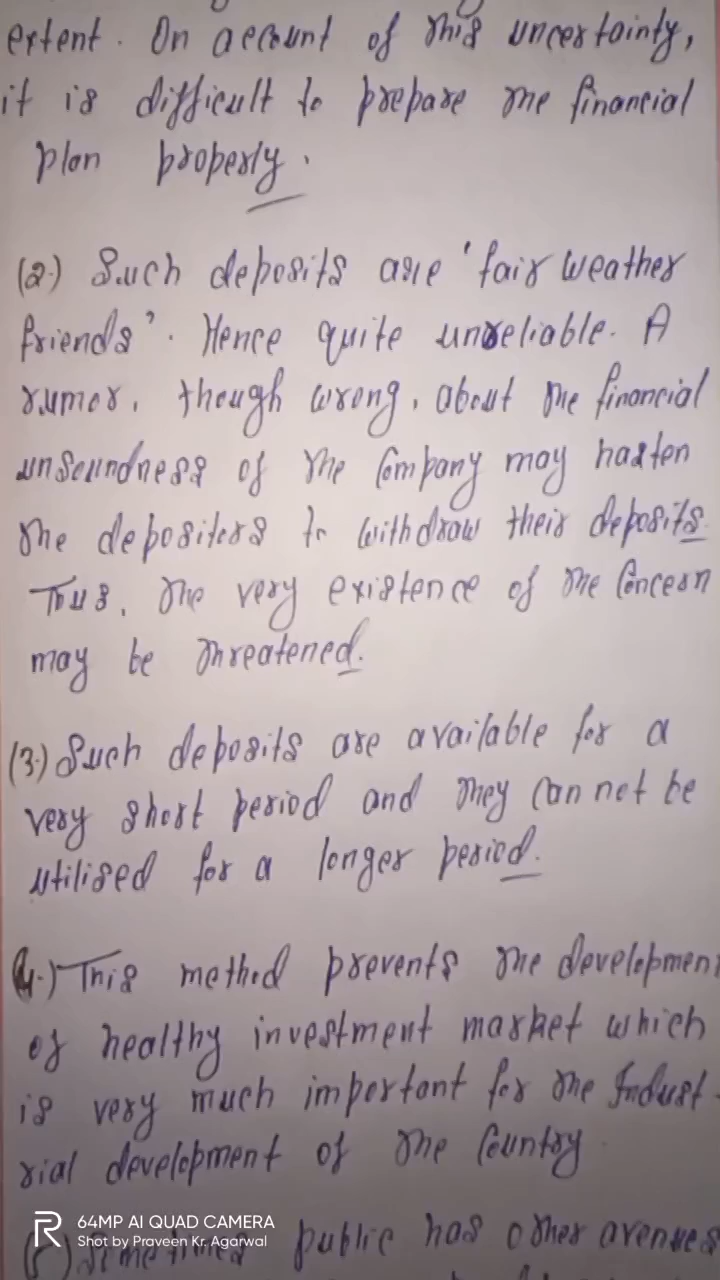 extent. On account of this uncertainty,
it is difficult to prepare the financial
plan properly.
(2.) Such deposits are 'fair weather
friends'. Hence quite unreliable. A
rumor, though wrong, about the financial
unsoundness of the Company may hasten
the depositors to withdraw their deposits.
Thus, the very existence of the Concern
may be threatened.
(3.) Such deposits are available for a
very short period and they can not be
utilised for a longer period.
(4.) This method prevents the development
of healthy investment market which
is very much important for the Indust-
rial development of the Country
(5) Sometimes public has other avenues
64MP AI QUAD CAMERA
Shot by Praveen Kr. Agarwal